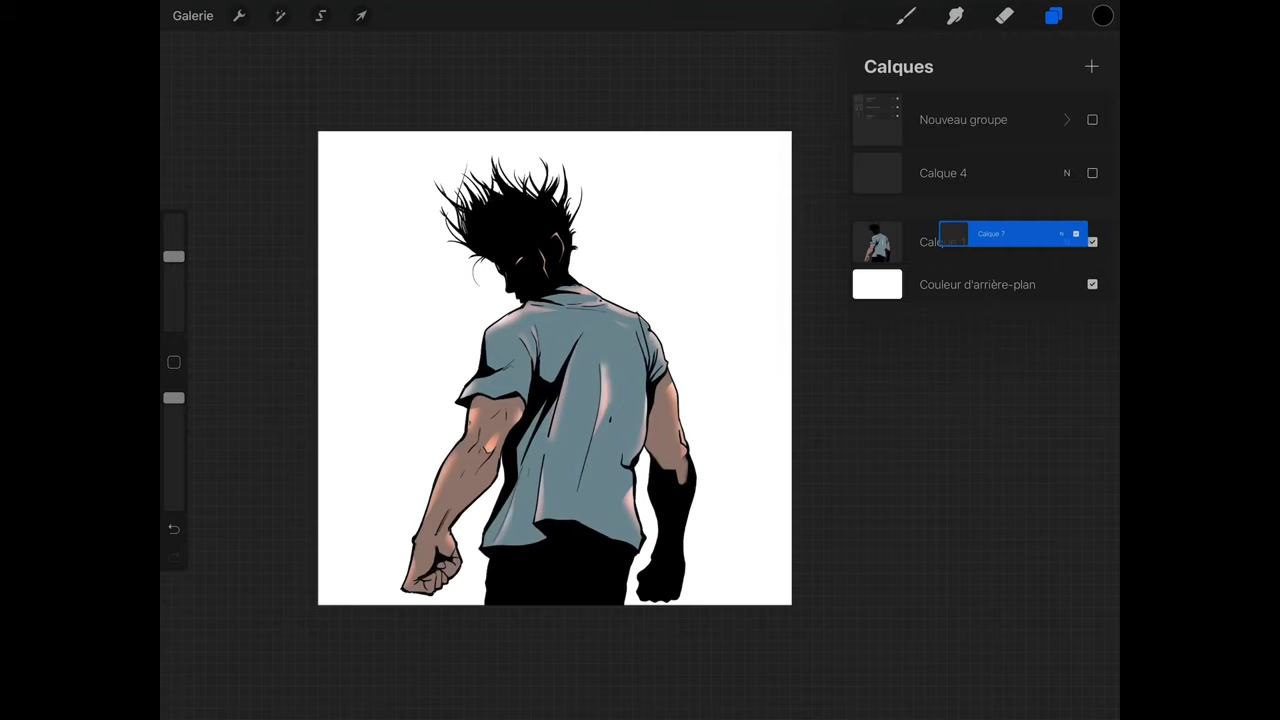 Galerie
Calques
Nouveau groupe
Calque 4 N
Calque 7 N
Couleur d'arrière-plan